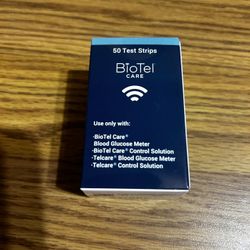 50 Test Strips
BioTel
CARE
Use only with:
·BioTel Care®
Blood Glucose Meter
·BioTel Care® Control Solution
·Telcare® Blood Glucose Meter
·Telcare® Control Solution